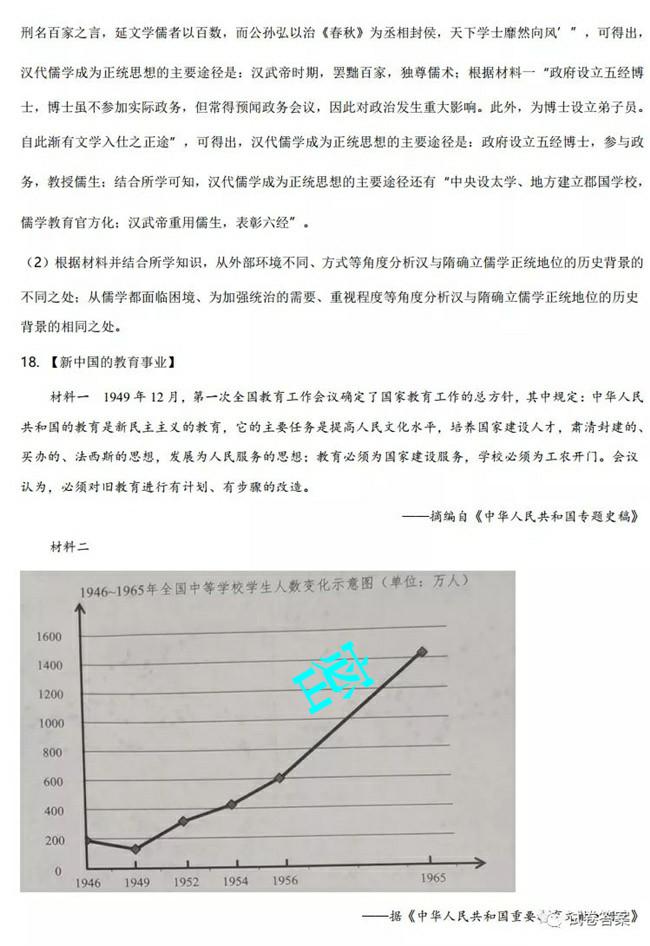 刑名百家之言，延文学儒者以百数，而公孙弘以治《春秋》为丞相封侯，天下学士靡然向风’”，可得出，
汉代儒学成为正统思想的主要途径是：汉武帝时期，罢黜百家，独尊儒术；根据材料一“政府设立五经博
士，博士虽不参加实际政务，但常得预闻政务会议，因此对政治发生重大影响。此外，为博士设立弟子员。
自此渐有文学入仕之正途”，可得出，汉代儒学成为正统思想的主要途径是：政府设立五经博士，参与政
务，教授儒生；结合所学可知，汉代儒学成为正统思想的主要途径还有“中央设太学、地方建立郡国学校，
儒学教育官方化；汉武帝重用儒生，表彰六经”。
（2）根据材料并结合所学知识，从外部环境不同、方式等角度分析汉与隋确立儒学正统地位的历史背景的
不同之处；从儒学都面临困境、为加强统治的需要、重视程度等角度分析汉与隋确立儒学正统地位的历史
背景的相同之处。
18. 【新中国的教育事业】
材料一 1949年12月，第一次全国教育工作会议确定了国家教育工作的总方针，其中规定：中华人民
共和国的教育是新民主主义的教育，它的主要任务是提高人民文化水平，培养国家建设人才，肃清封建的、
买办的、法西斯的思想，发展为人民服务的思想；教育必须为国家建设服务，学校必须为工农开门。会议
认为，必须对旧教育进行有计划、有步骤的改造。
——摘编自《中华人民共和国专题史稿》
材料二
1946~1965年全国中等学校学生人数变化示意图（单位：万人）
1600
1400
1200
1000
800
600
400
200
0
1946 1949 1952 1954 1956 1965
——据《中华人民共和国重要教育文献》
试卷答案